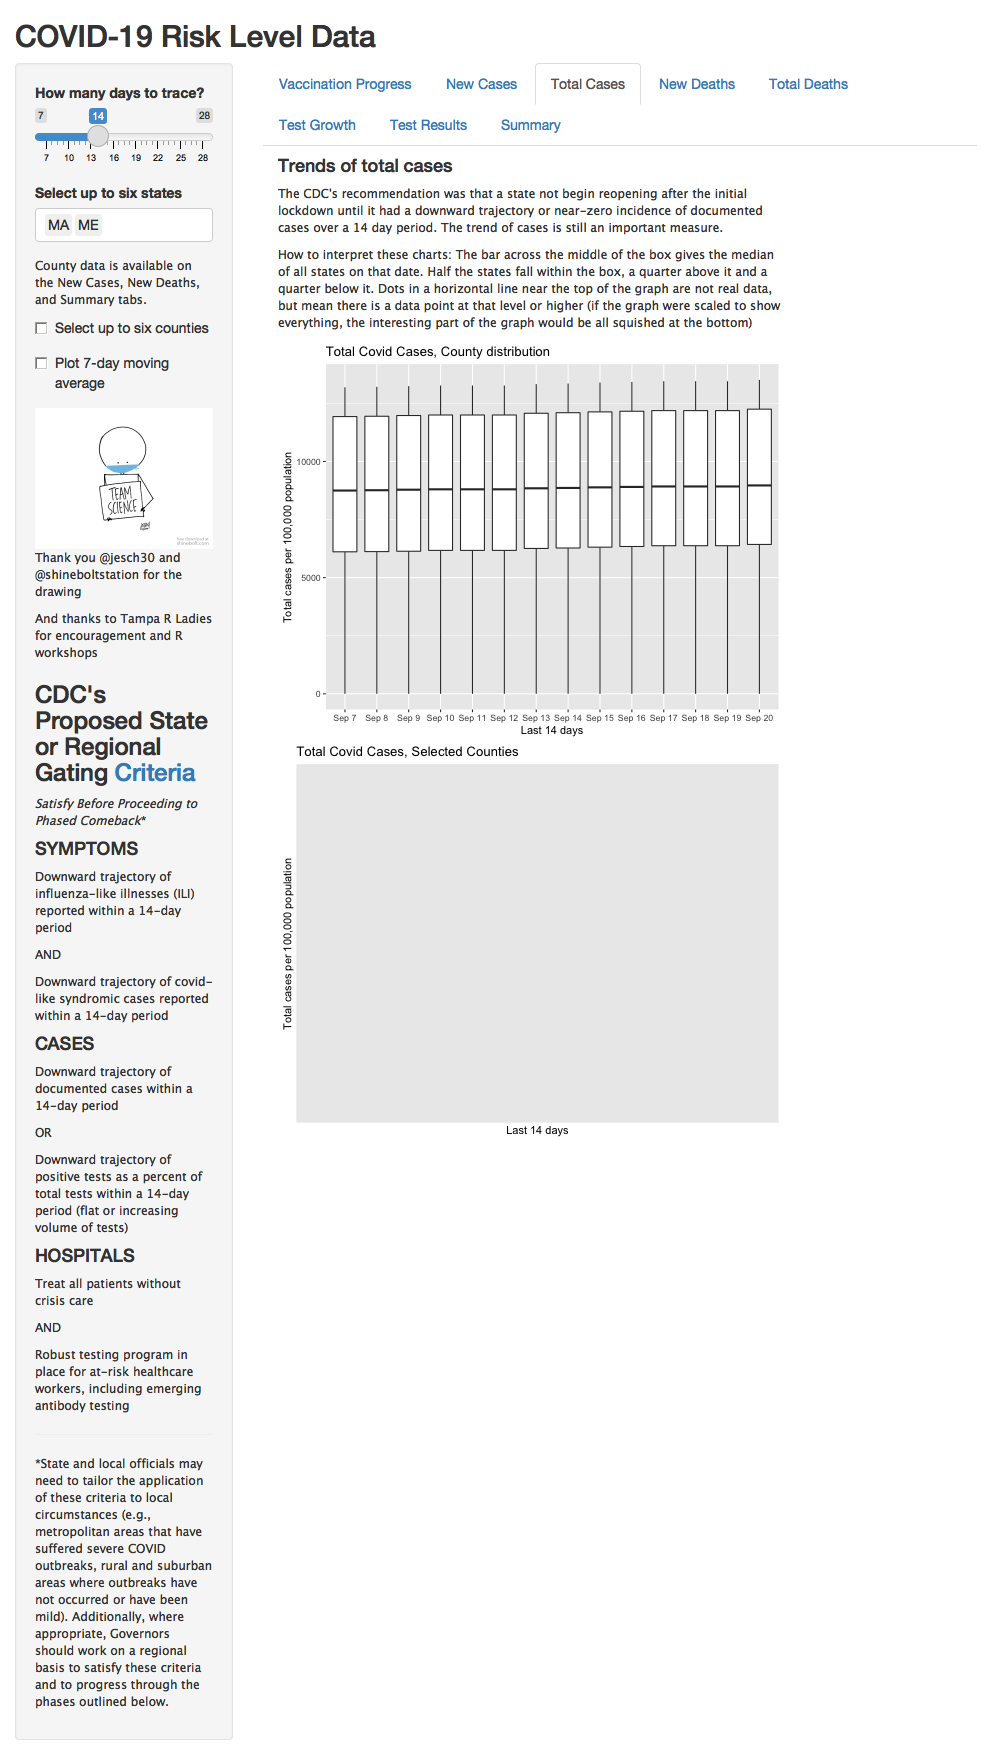 COVID-19 Risk Level Data
How many days to trace?
7 14 28
7 10 13 16 19 22 25 28
Select up to six states
MA ME
County data is available on
the New Cases, New Deaths,
and Summary tabs.
Select up to six counties
Plot 7-day moving
average
TEAM
SCIENCE
Thank you @jesch30 and
@shineboltstation for the
drawing
And thanks to Tampa R Ladies
for encouragement and R
workshops
CDC's
Proposed State
or Regional
Gating Criteria
Satisfy Before Proceeding to
Phased Comeback*
SYMPTOMS
Downward trajectory of
influenza-like illnesses (ILI)
reported within a 14-day
period
AND
Downward trajectory of covid-
like syndromic cases reported
within a 14-day period
CASES
Downward trajectory of
documented cases within a
14-day period
OR
Downward trajectory of
positive tests as a percent of
total tests within a 14-day
period (flat or increasing
volume of tests)
HOSPITALS
Treat all patients without
crisis care
AND
Robust testing program in
place for at-risk healthcare
workers, including emerging
antibody testing
*State and local officials may
need to tailor the application
of these criteria to local
circumstances (e.g.,
metropolitan areas that have
suffered severe COVID
outbreaks, rural and suburban
areas where outbreaks have
not occurred or have been
mild). Additionally, where
appropriate, Governors
should work on a regional
basis to satisfy these criteria
and to progress through the
phases outlined below.
Vaccination Progress New Cases Total Cases New Deaths Total Deaths
Test Growth Test Results Summary
Trends of total cases
The CDC's recommendation was that a state not begin reopening after the initial
lockdown until it had a downward trajectory or near-zero incidence of documented
cases over a 14 day period. The trend of cases is still an important measure.
How to interpret these charts: The bar across the middle of the box gives the median
of all states on that date. Half the states fall within the box, a quarter above it and a
quarter below it. Dots in a horizontal line near the top of the graph are not real data,
but mean there is a data point at that level or higher (if the graph were scaled to show
everything, the interesting part of the graph would be all squished at the bottom)
Total Covid Cases, County distribution
Total cases per 100,000 population
10000
5000
0
Sep 7 Sep 8 Sep 9 Sep 10 Sep 11 Sep 12 Sep 13 Sep 14 Sep 15 Sep 16 Sep 17 Sep 18 Sep 19 Sep 20
Last 14 days
Total Covid Cases, Selected Counties
Total cases per 100,000 population
Last 14 days